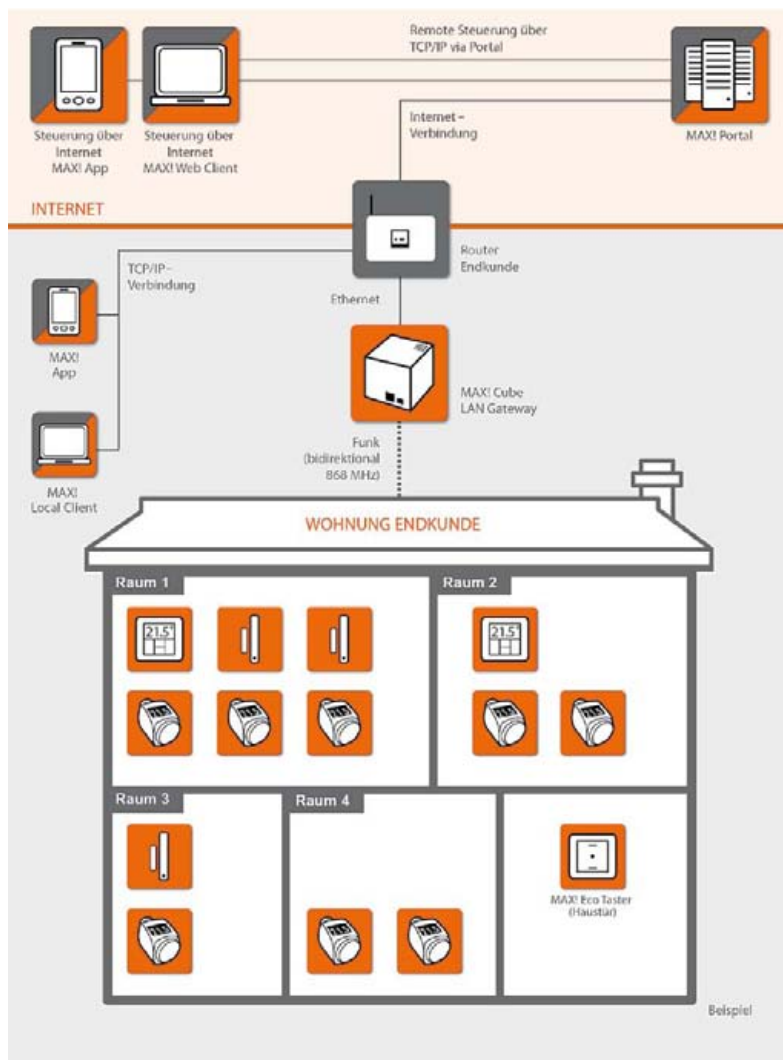 Remote Steuerung über
TCP/IP via Portal
Steuerung über
Internet
MAX! App
Steuerung über
Internet
MAX! Web Client
Internet –
Verbindung
MAX! Portal
INTERNET
TCP/IP–
Verbindung
Router
Endkunde
Ethernet
MAX!
App
MAX! Cube
LAN Gateway
Funk
(bidirektional
868 MHz)
MAX!
Local Client
WOHNUNG ENDKUNDE
Raum 1
Raum 2
21.5°
21.5°
Raum 3
Raum 4
MAX! Eco Taster
(Haustür)
Beispiel